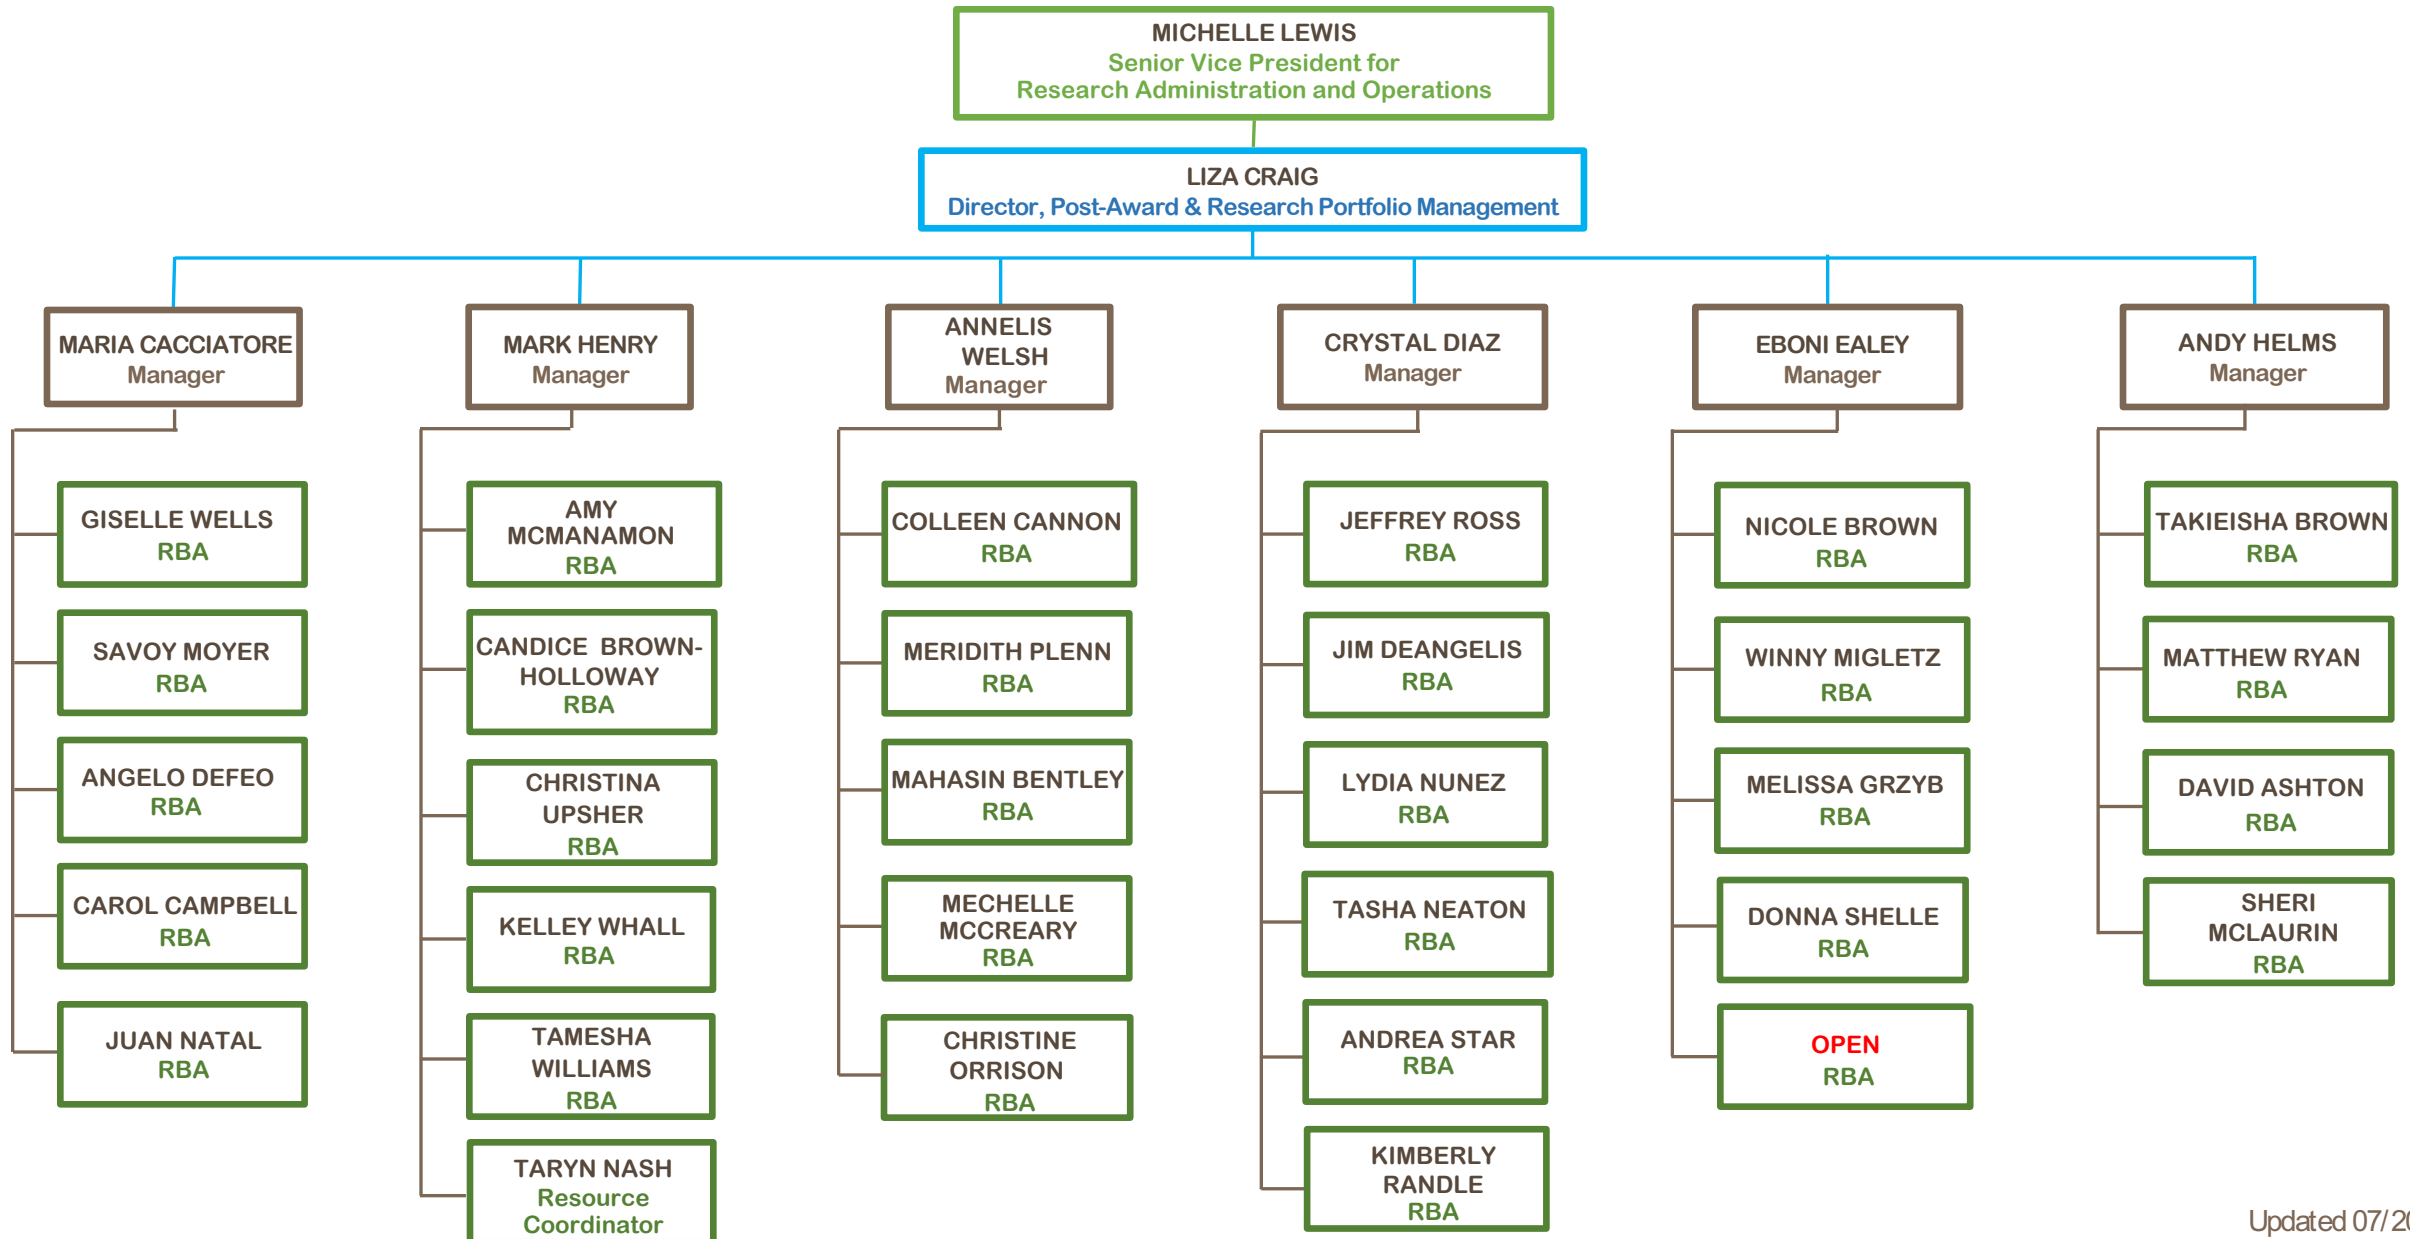 MICHELLE LEWIS
Senior Vice President for
Research Administration and Operations
LIZA CRAIG
Director, Post-Award & Research Portfolio Management
MARIA CACCIATORE
Manager
GISELLE WELLS
RBA
SAVOY MOYER
RBA
ANGELO DEFEO
RBA
CAROL CAMPBELL
RBA
JUAN NATAL
RBA
MARK HENRY
Manager
AMY
MCMANAMON
RBA
CANDICE BROWN-
HOLLOWAY
RBA
CHRISTINA
UPSHER
RBA
KELLEY WHALL
RBA
TAMESHA
WILLIAMS
RBA
TARYN NASH
Resource
Coordinator
ANNELIS
WELSH
Manager
COLLEEN CANNON
RBA
MERIDITH PLENN
RBA
MAHASIN BENTLEY
RBA
MECHELLE
MCCREARY
RBA
CHRISTINE
ORRISON
RBA
CRYSTAL DIAZ
Manager
JEFFREY ROSS
RBA
JIM DEANGELIS
RBA
LYDIA NUNEZ
RBA
TASHA NEATON
RBA
ANDREA STAR
RBA
KIMBERLY
RANDLE
RBA
EBONI EALEY
Manager
NICOLE BROWN
RBA
WINNY MIGLETZ
RBA
MELISSA GRZYB
RBA
DONNA SHELLE
RBA
OPEN
RBA
ANDY HELMS
Manager
TAKIEISHA BROWN
RBA
MATTHEW RYAN
RBA
DAVID ASHTON
RBA
SHERI
MCLAURIN
RBA
Updated